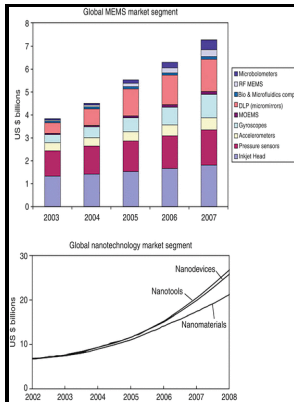 Global MEMS market segment
US $ billions
8
7
6
5
4
3
2
1
0
2003 2004 2005 2006 2007
Microbolometers
RF MEMS
Bio & Microfluidics comp
DLP (micromirrors)
MOEMS
Gyroscopes
Accelerometers
Pressure sensors
Inkjet Head
Global nanotechnology market segment
US $ billions
30
20
10
0
Nanodevices
Nanotools
Nanomaterials
2002 2003 2004 2005 2006 2007 2008